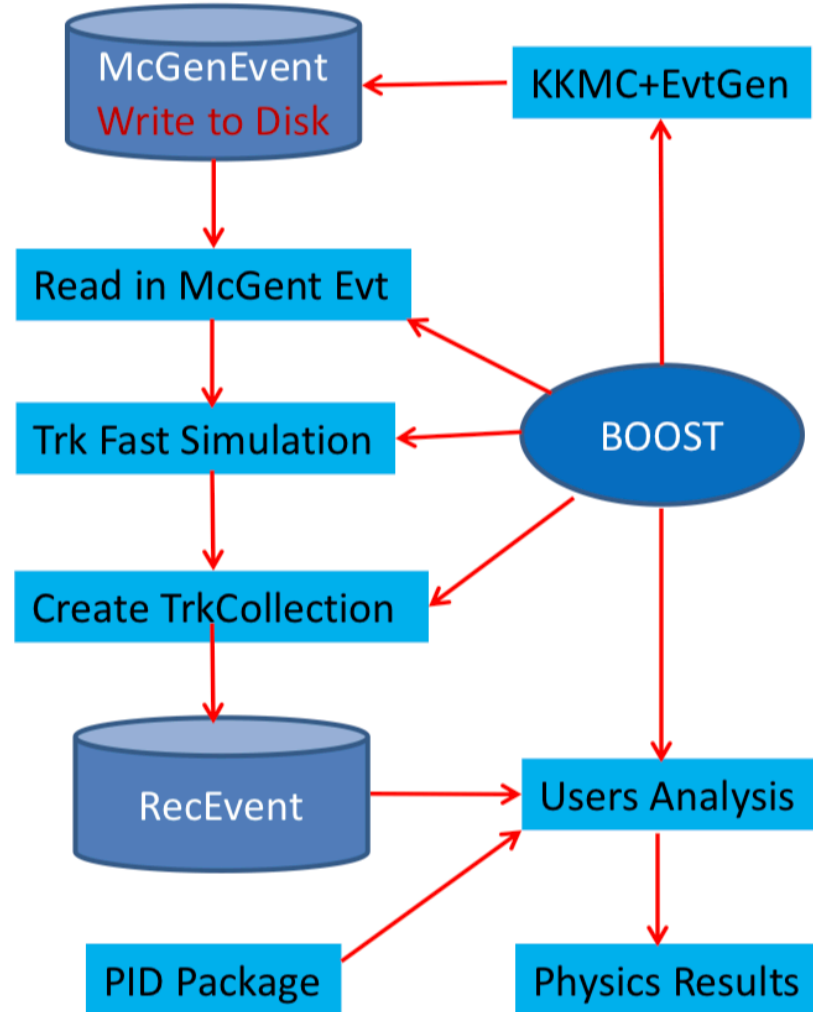 McGenEvent
Write to Disk
KKMC+EvtGen
Read in McGent Evt
Trk Fast Simulation
BOOST
Create TrkCollection
RecEvent
Users Analysis
PID Package
Physics Results